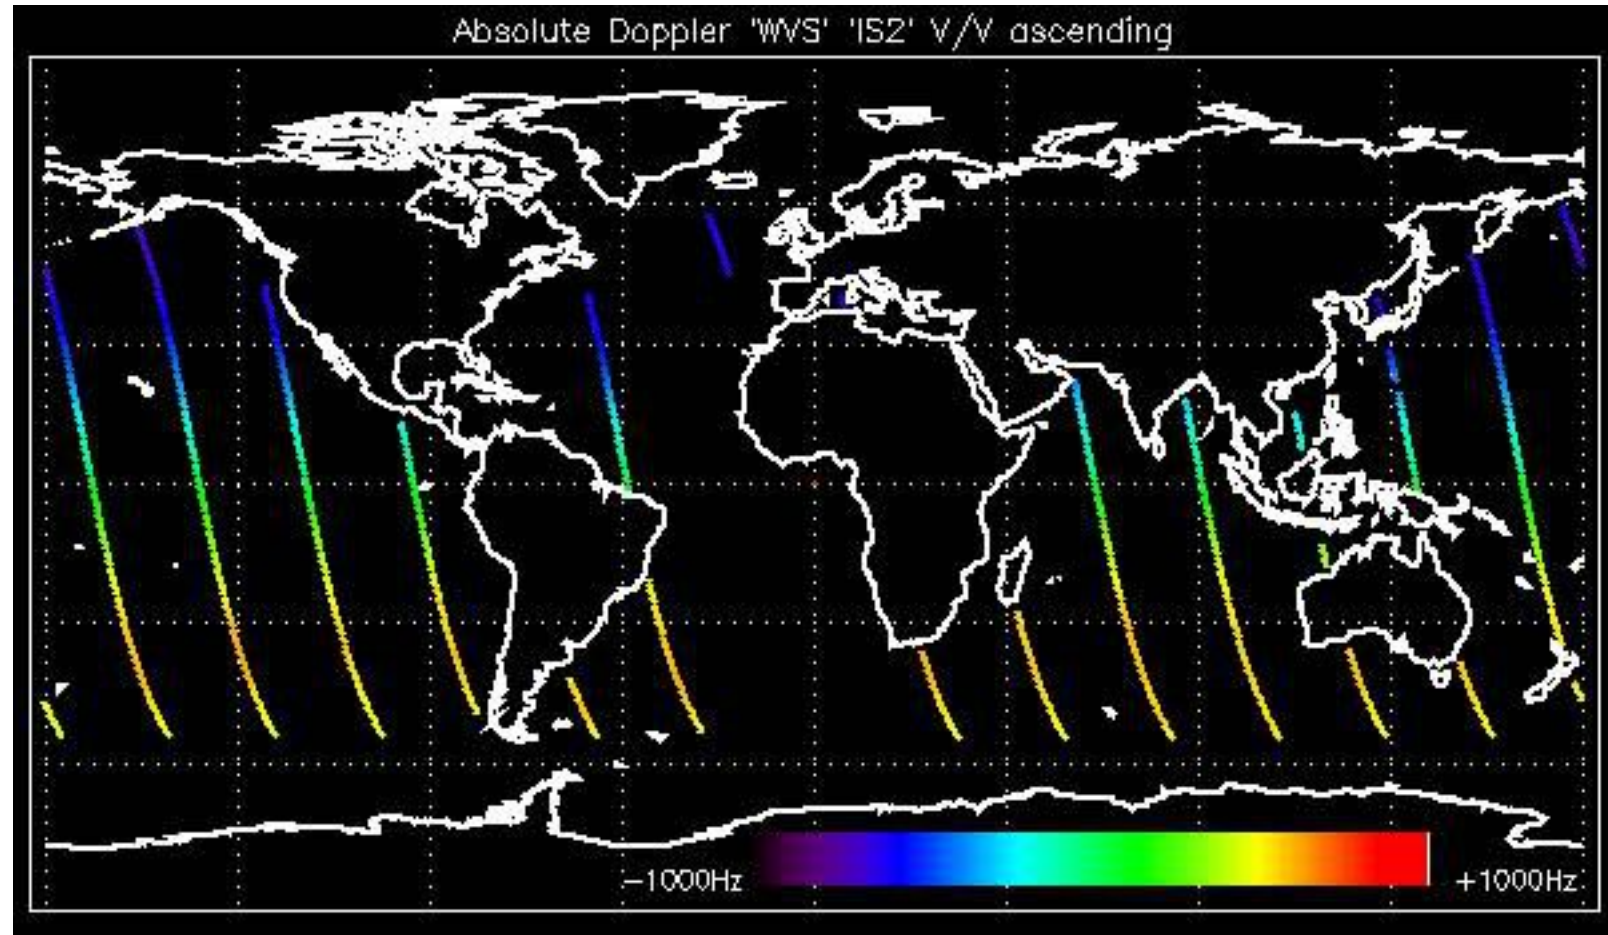 Absolute Doppler 'WVS' 'IS2' V/V ascending
−1000Hz
+1000Hz